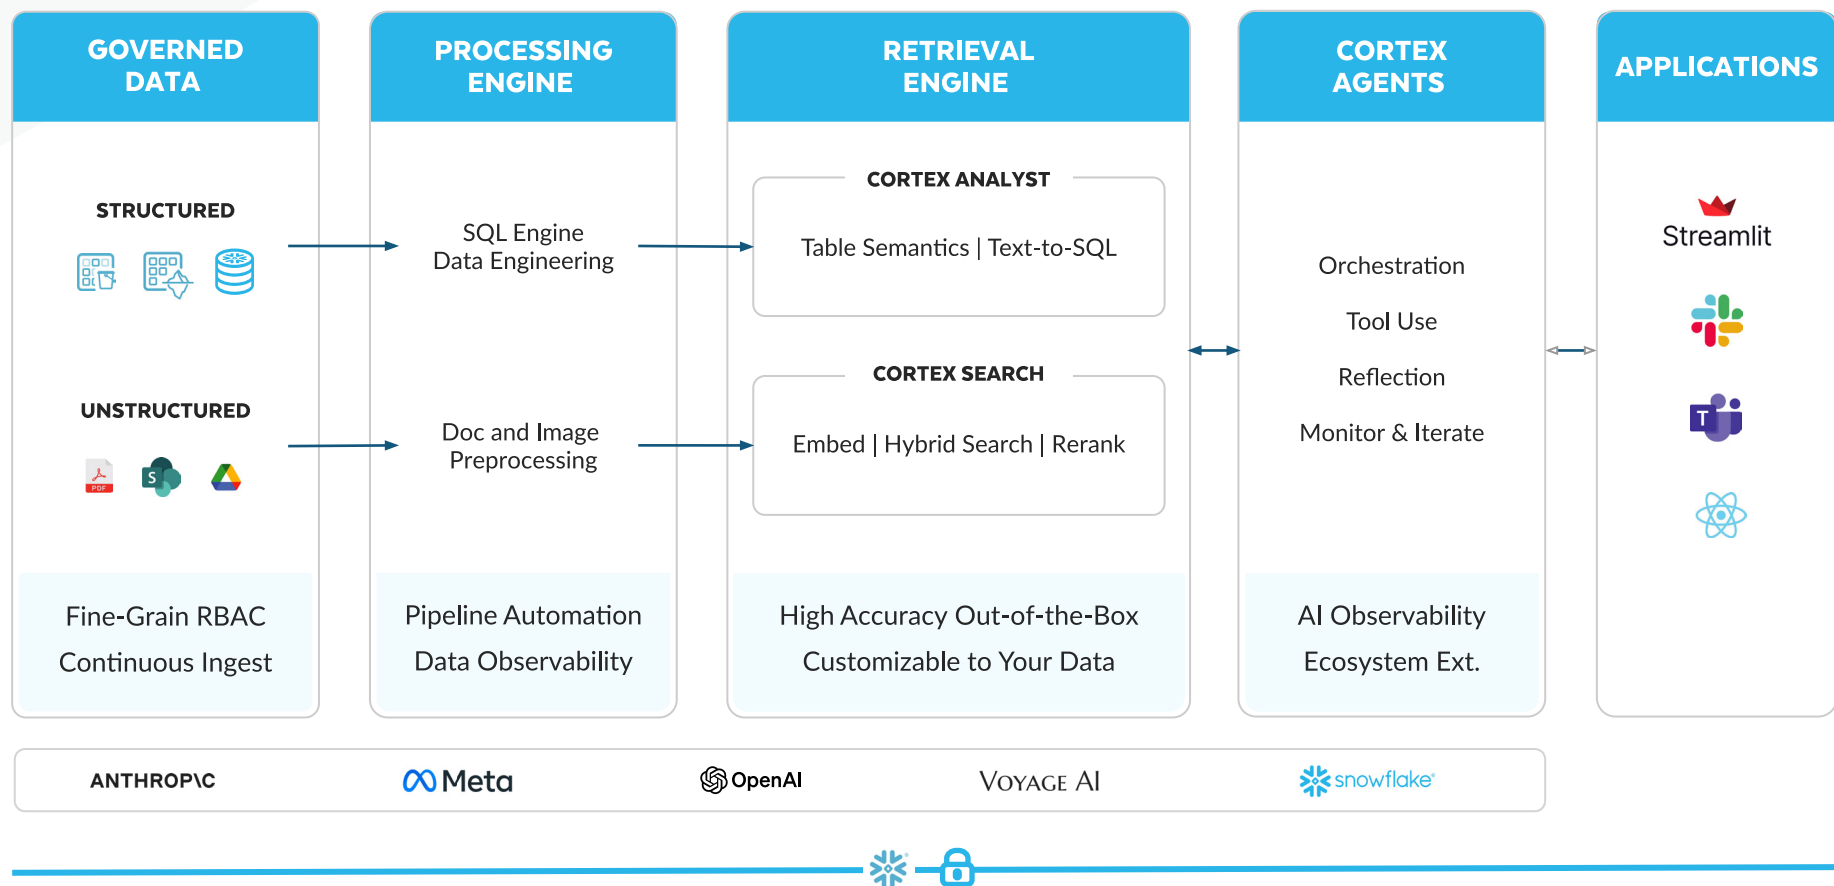 GOVERNED
DATA
STRUCTURED
UNSTRUCTURED
PDF
S
Fine-Grain RBAC
Continuous Ingest
PROCESSING
ENGINE
SQL Engine
Data Engineering
Doc and Image
Preprocessing
Pipeline Automation
Data Observability
RETRIEVAL
ENGINE
CORTEX ANALYST
Table Semantics | Text-to-SQL
CORTEX SEARCH
Embed | Hybrid Search | Rerank
High Accuracy Out-of-the-Box
Customizable to Your Data
CORTEX
AGENTS
Orchestration
Tool Use
Reflection
Monitor & Iterate
AI Observability
Ecosystem Ext.
APPLICATIONS
Streamlit
T
ANTHROP\C
Meta
OpenAI
VOYAGE AI
snowflake®